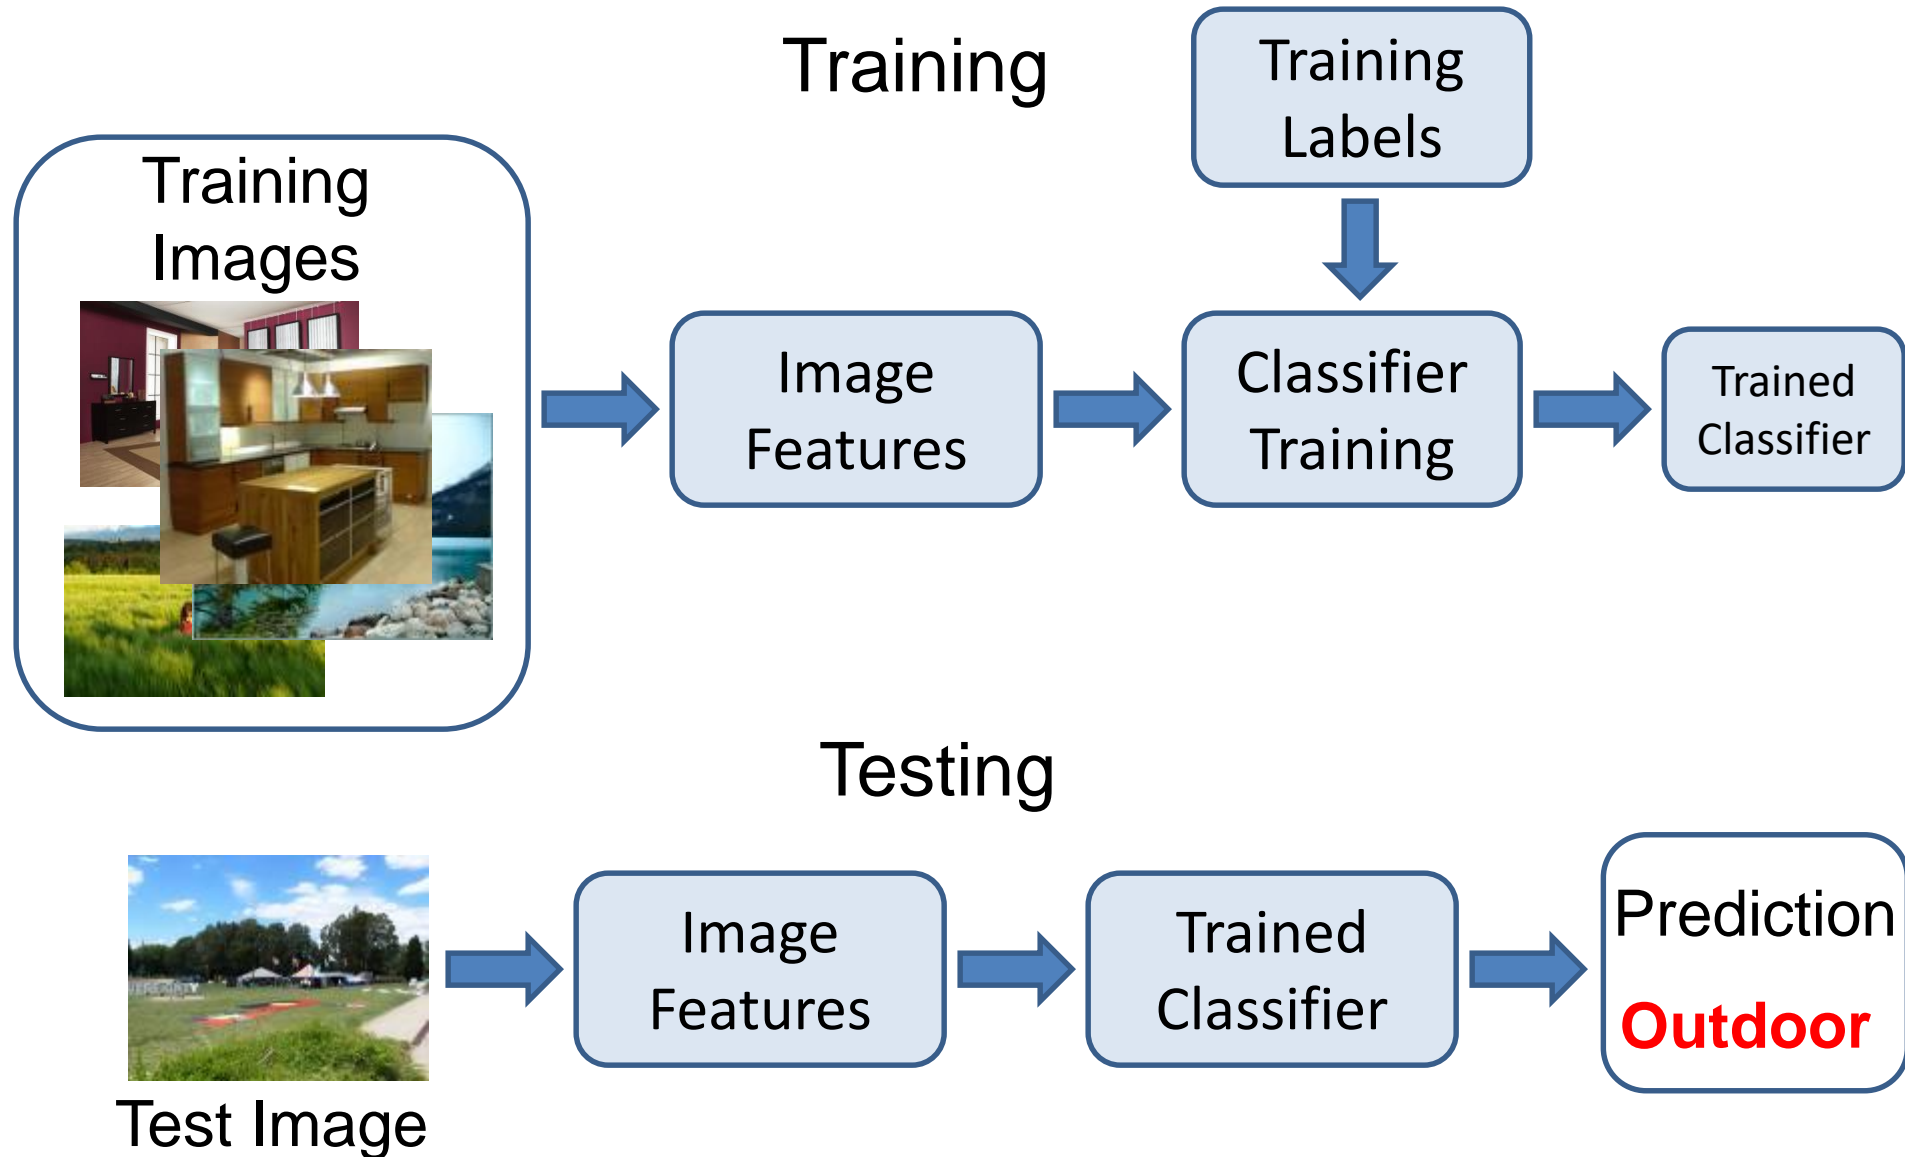 Training
Training
Labels
Training
Images
Image
Features
Classifier
Training
Trained
Classifier
Testing
Image
Features
Trained
Classifier
Prediction
Outdoor
Test Image